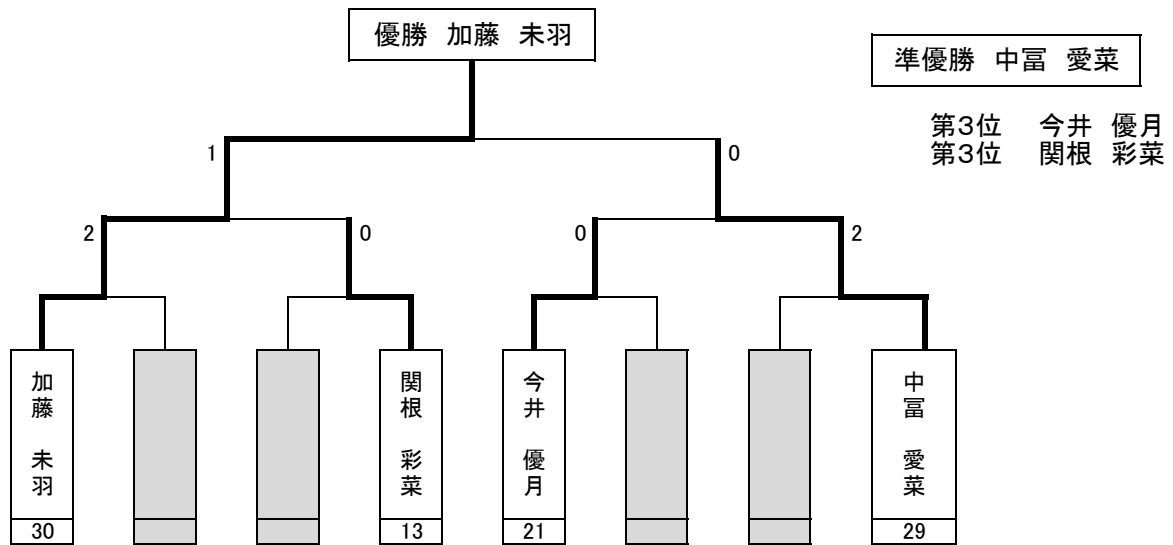 優勝 加藤 未羽
準優勝 中冨 愛菜
第3位 今井 優月
第3位 関根 彩菜
1
0
2
0
0
2
加藤 未羽
関根 彩菜
今井 優月
中冨 愛菜
30
13
21
29